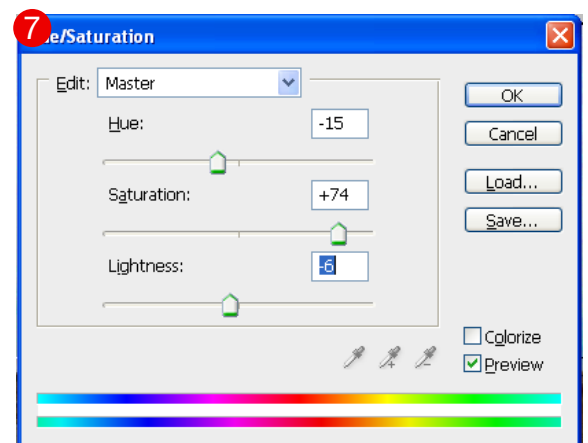 7
e/Saturation
Edit: Master
OK
Hue: -15
Cancel
Load...
Saturation: +74
Save...
Lightness: -6
Colorize
Preview